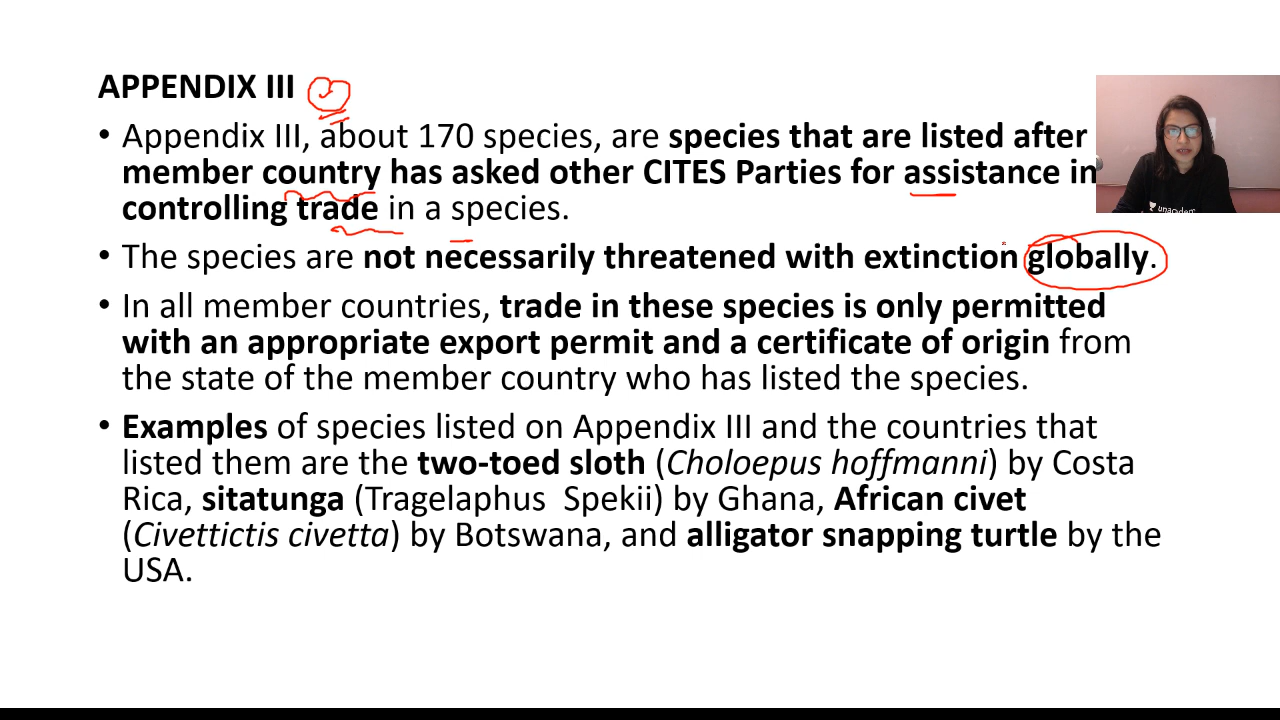 APPENDIX III
• Appendix III, about 170 species, are species that are listed after
member country has asked other CITES Parties for assistance in
controlling trade in a species.
• The species are not necessarily threatened with extinction globally.
• In all member countries, trade in these species is only permitted
with an appropriate export permit and a certificate of origin from
the state of the member country who has listed the species.
• Examples of species listed on Appendix III and the countries that
listed them are the two-toed sloth (Choloepus hoffmanni) by Costa
Rica, sitatunga (Tragelaphus Spekii) by Ghana, African civet
(Civettictis civetta) by Botswana, and alligator snapping turtle by the
USA.